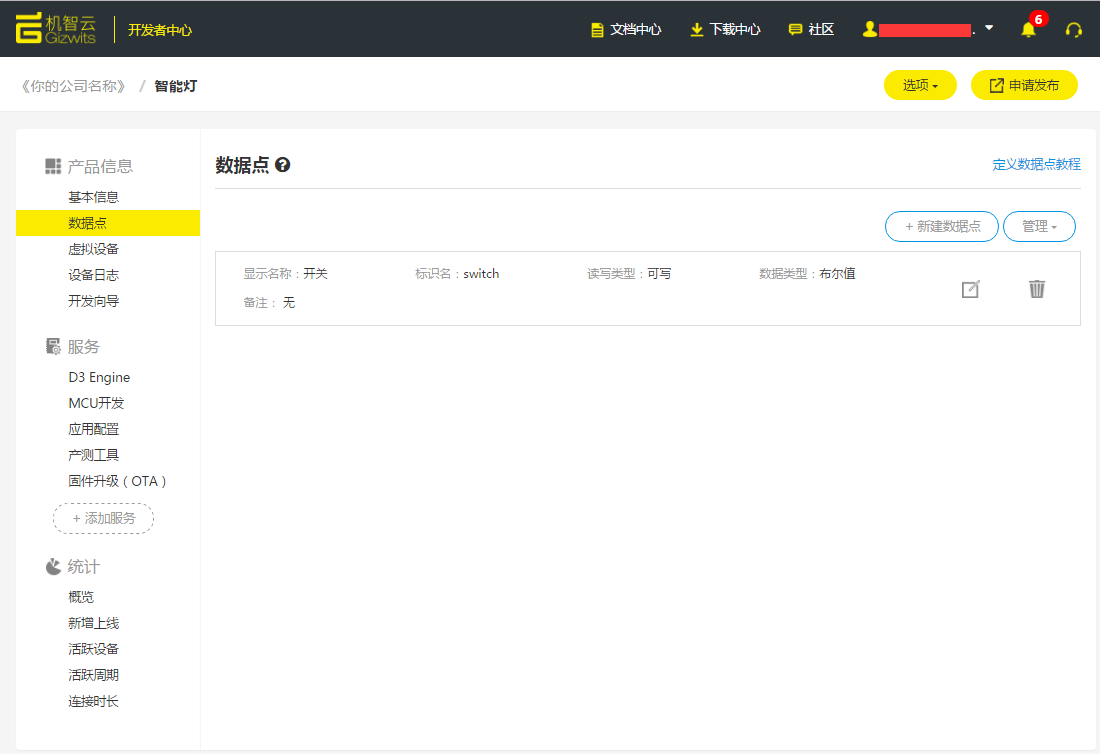 机智云 Gizwits 开发者中心 文档中心 下载中心 社区 . 6
《你的公司名称》 / 智能灯 选项 申请发布
产品信息
基本信息
数据点
虚拟设备
设备日志
开发向导
服务
D3 Engine
MCU开发
应用配置
产测工具
固件升级（OTA）
+ 添加服务
统计
概览
新增上线
活跃设备
活跃周期
连接时长
数据点 ? 定义数据点教程
+ 新建数据点 管理
显示名称：开关 标识名：switch 读写类型：可写 数据类型：布尔值
备注： 无